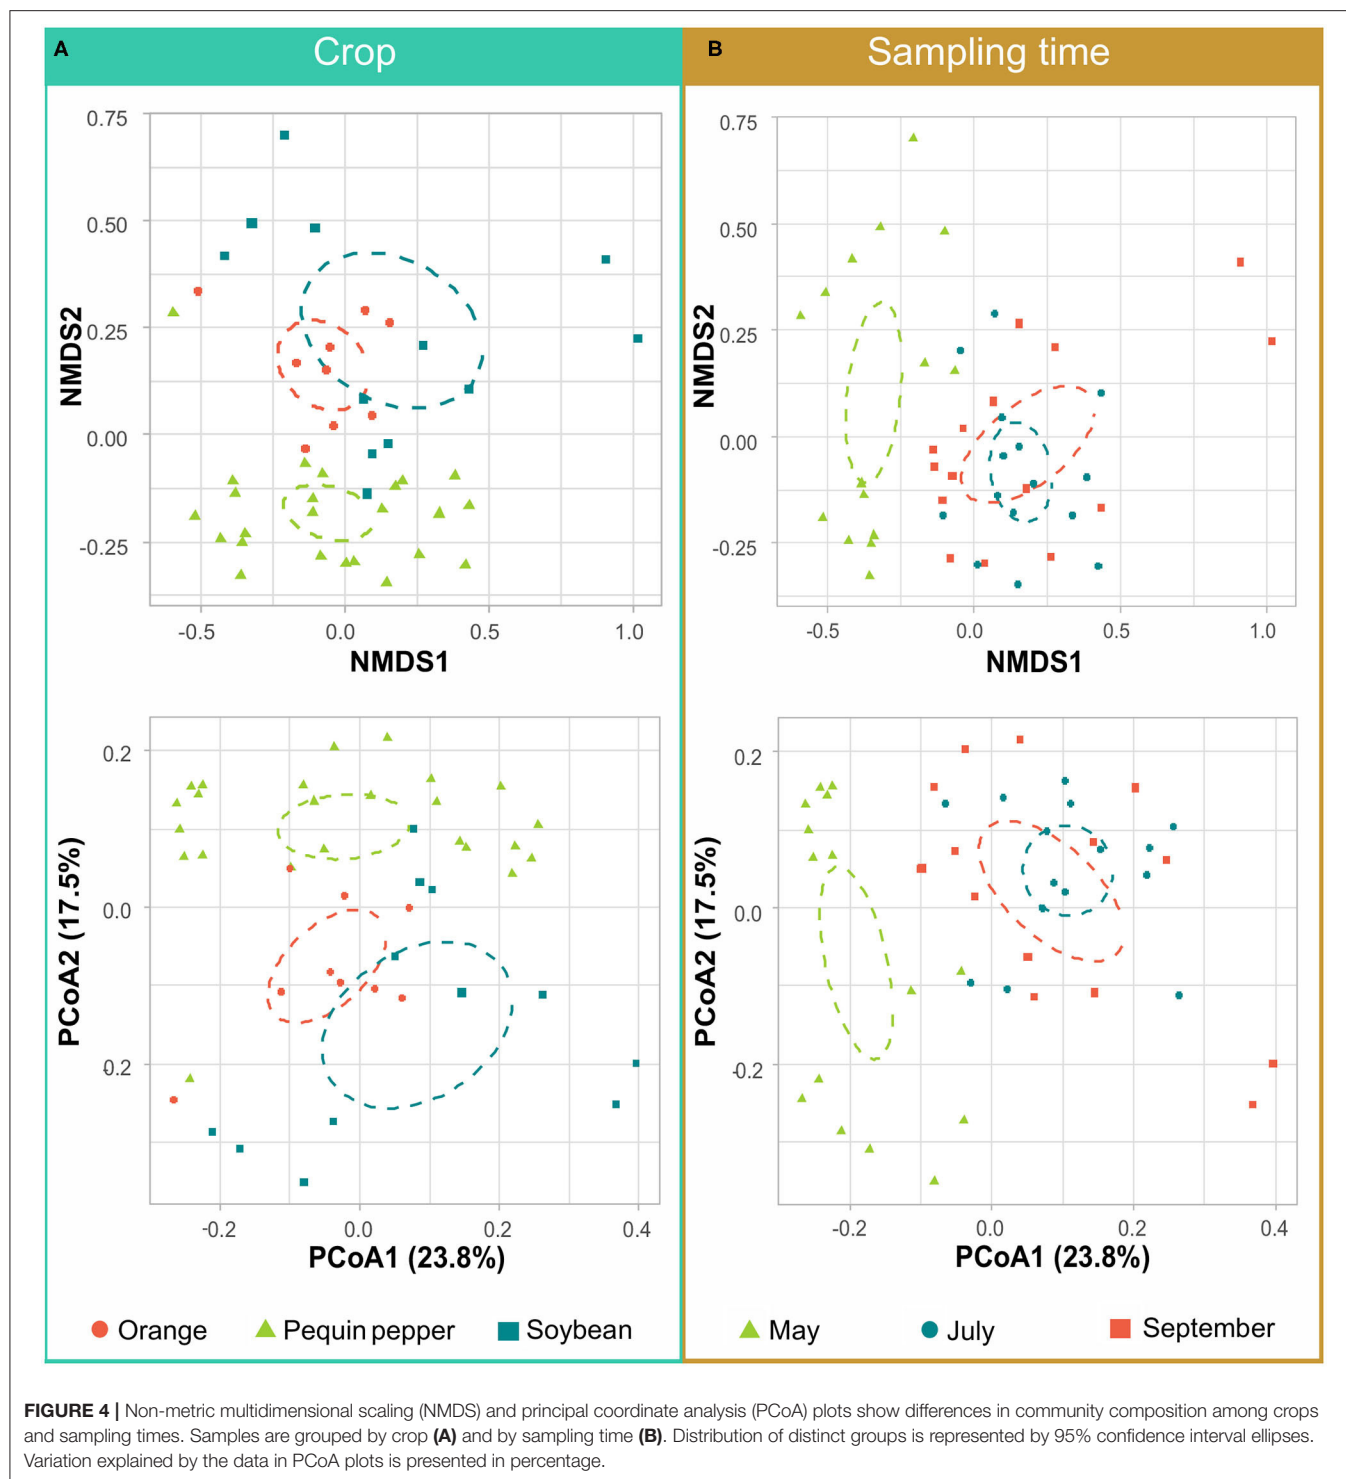 A Crop
0.75
0.50
0.25
0.00
-0.25
NMDS2
-0.5 0.0 0.5 1.0
NMDS1
0.2
0.0
-0.2
PCoA2 (17.5%)
-0.2 0.0 0.2 0.4
PCoA1 (23.8%)
Orange Pequin pepper Soybean
B Sampling time
0.75
0.50
0.25
0.00
-0.25
NMDS2
-0.5 0.0 0.5 1.0
NMDS1
0.2
0.0
-0.2
PCoA2 (17.5%)
-0.2 0.0 0.2 0.4
PCoA1 (23.8%)
May July September
FIGURE 4 | Non-metric multidimensional scaling (NMDS) and principal coordinate analysis (PCoA) plots show differences in community composition among crops
and sampling times. Samples are grouped by crop (A) and by sampling time (B). Distribution of distinct groups is represented by 95% confidence interval ellipses.
Variation explained by the data in PCoA plots is presented in percentage.